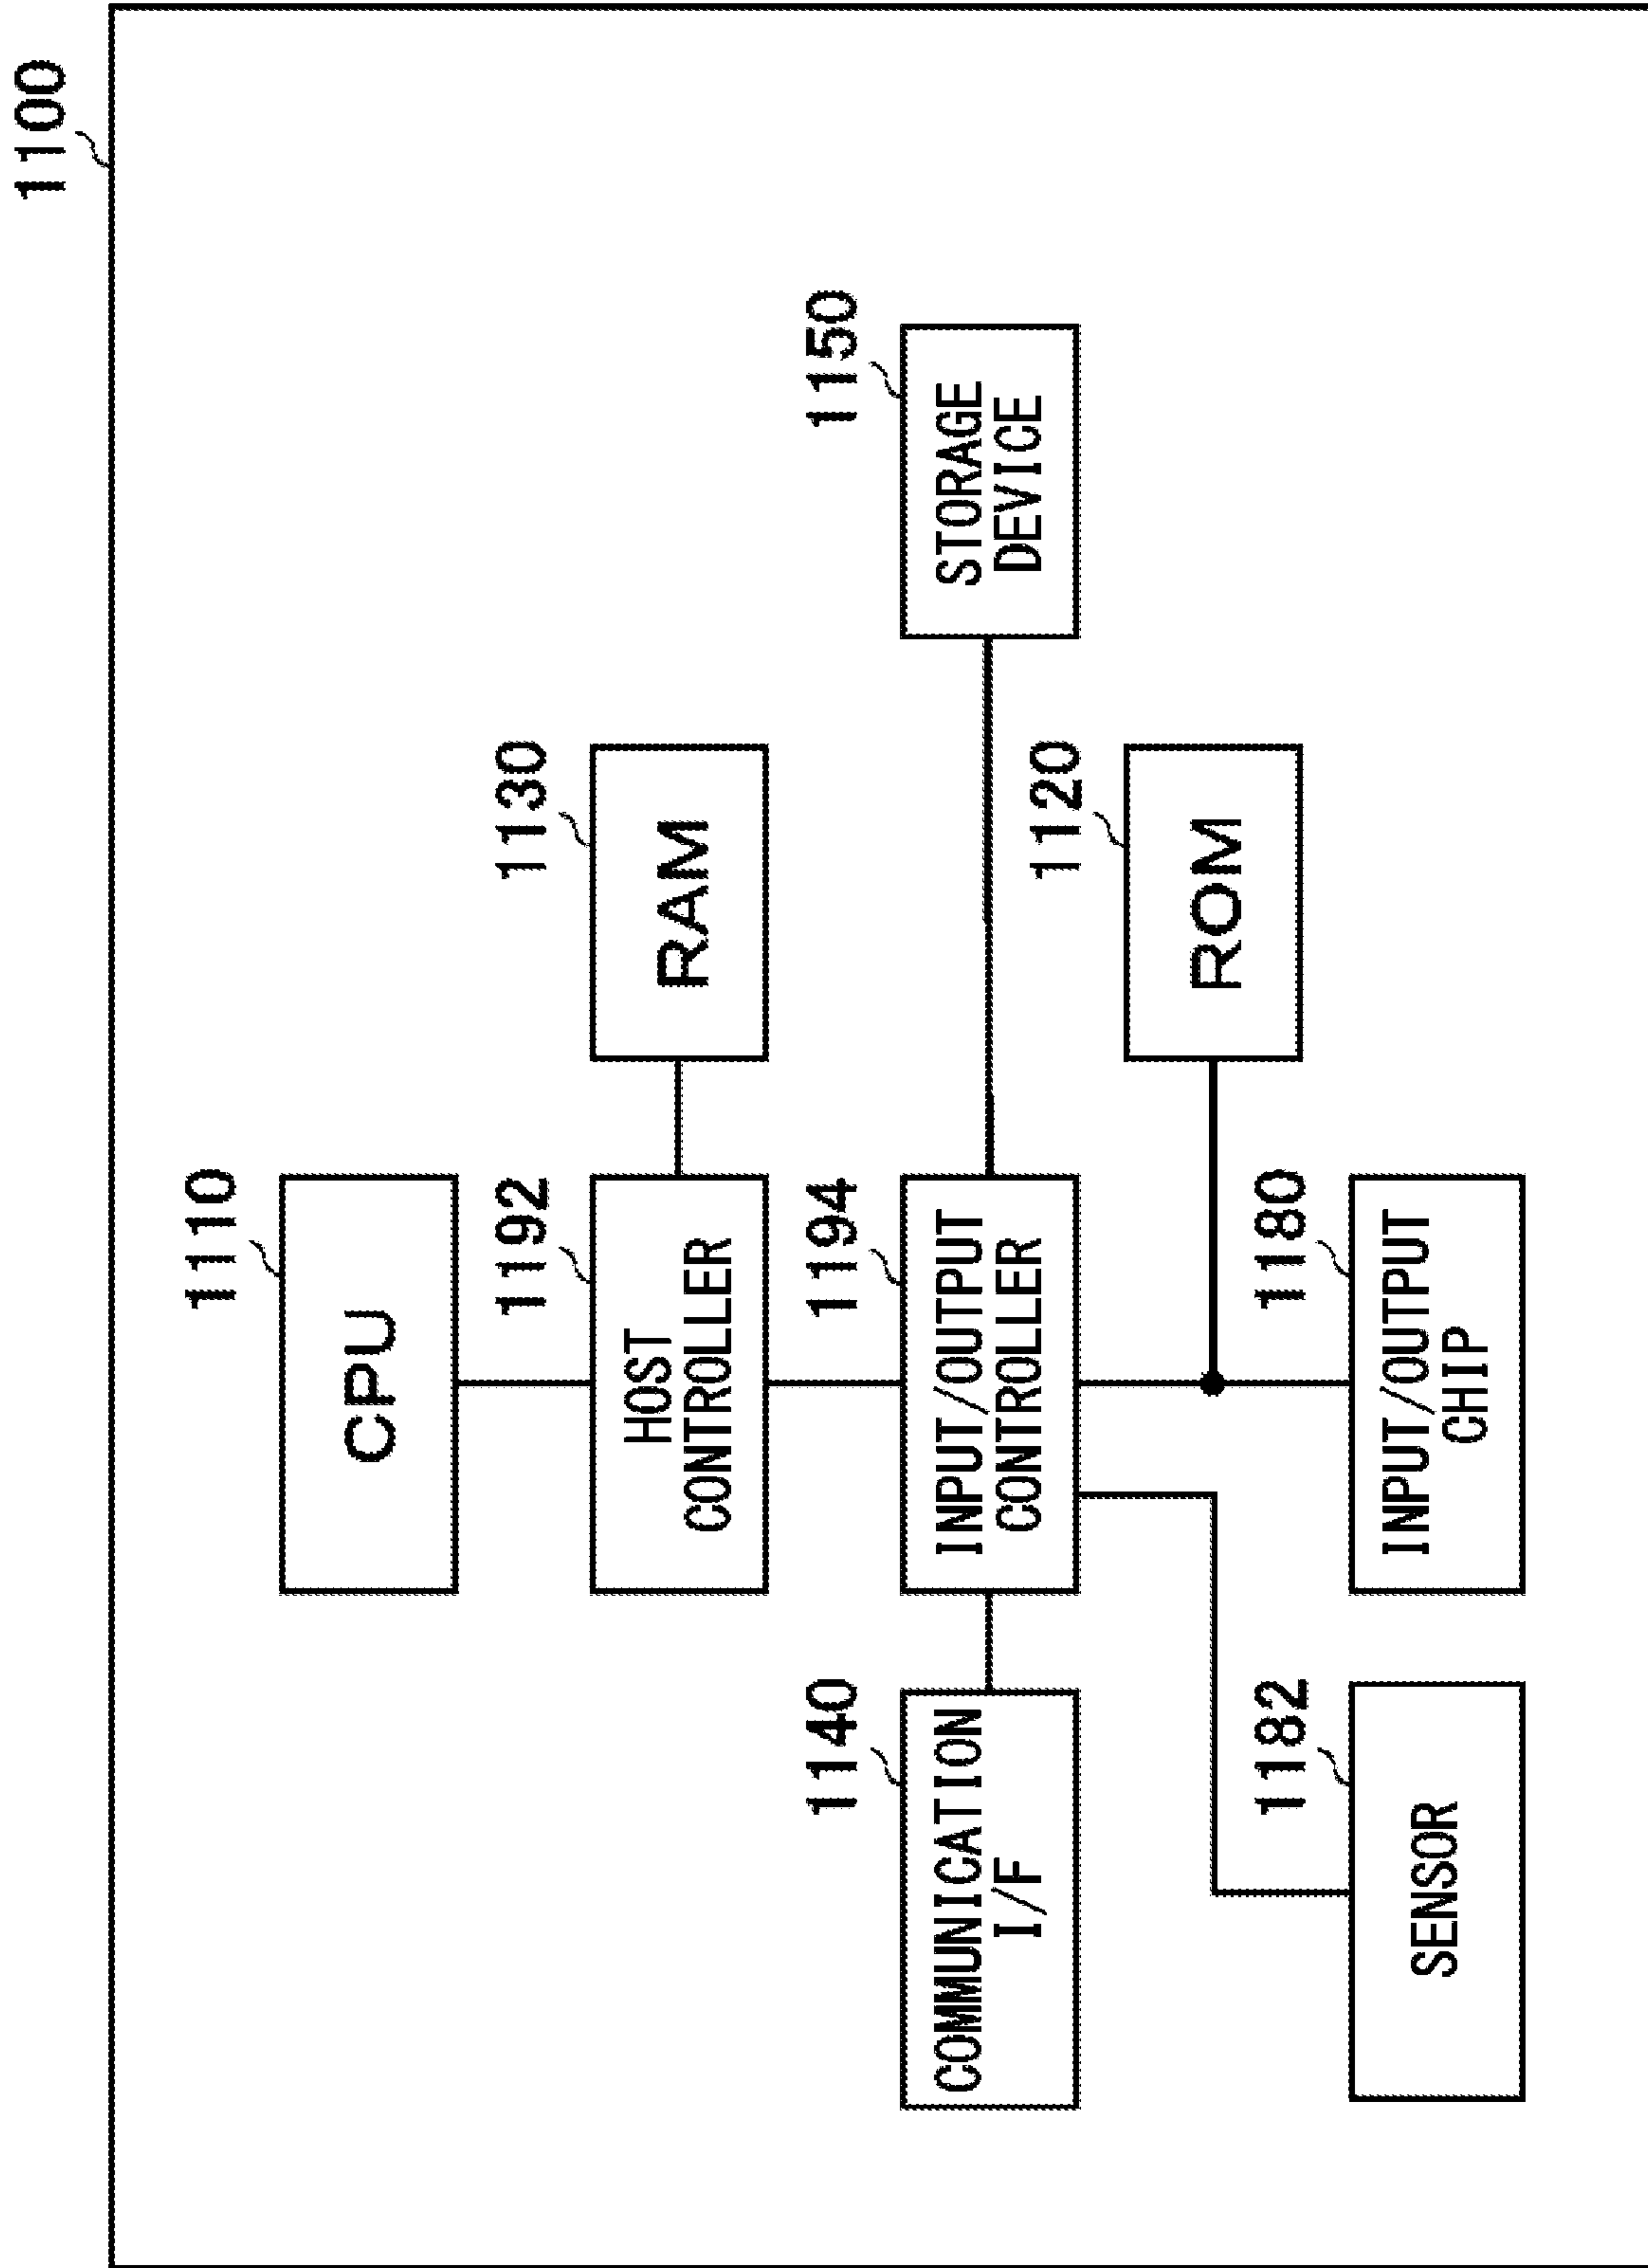 1100
1110
CPU
1192
HOST
CONTROLLER
1130
RAM
1140
COMMUNICATION
I/F
1194
INPUT/OUTPUT
CONTROLLER
1150
STORAGE
DEVICE
1120
ROM
1182
SENSOR
1180
INPUT/OUTPUT
CHIP